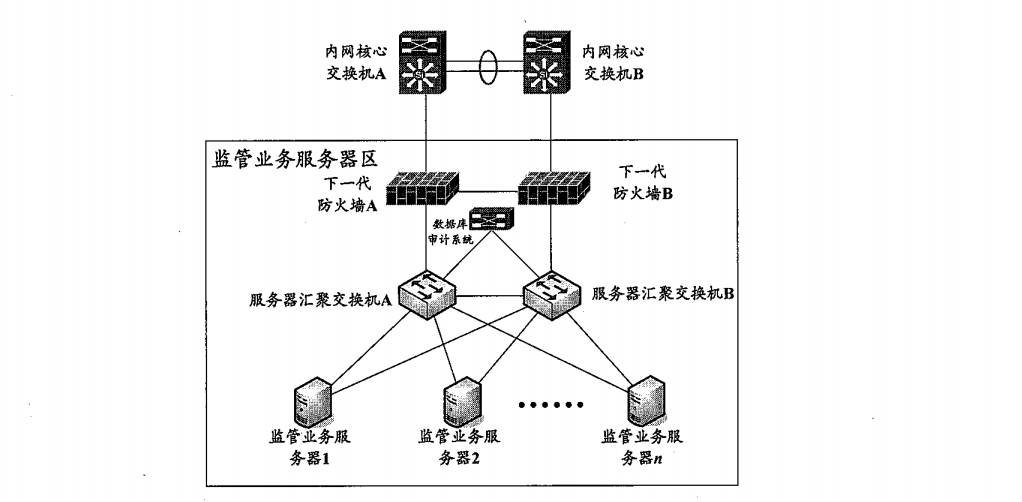 内网核心
交换机A
内网核心
交换机B
监管业务服务器区
下一代
防火墙A
下一代
防火墙B
数据库
审计系统
服务器汇聚交换机A
服务器汇聚交换机B
监管业务服
务器1
监管业务服
务器2
监管业务服
务器n